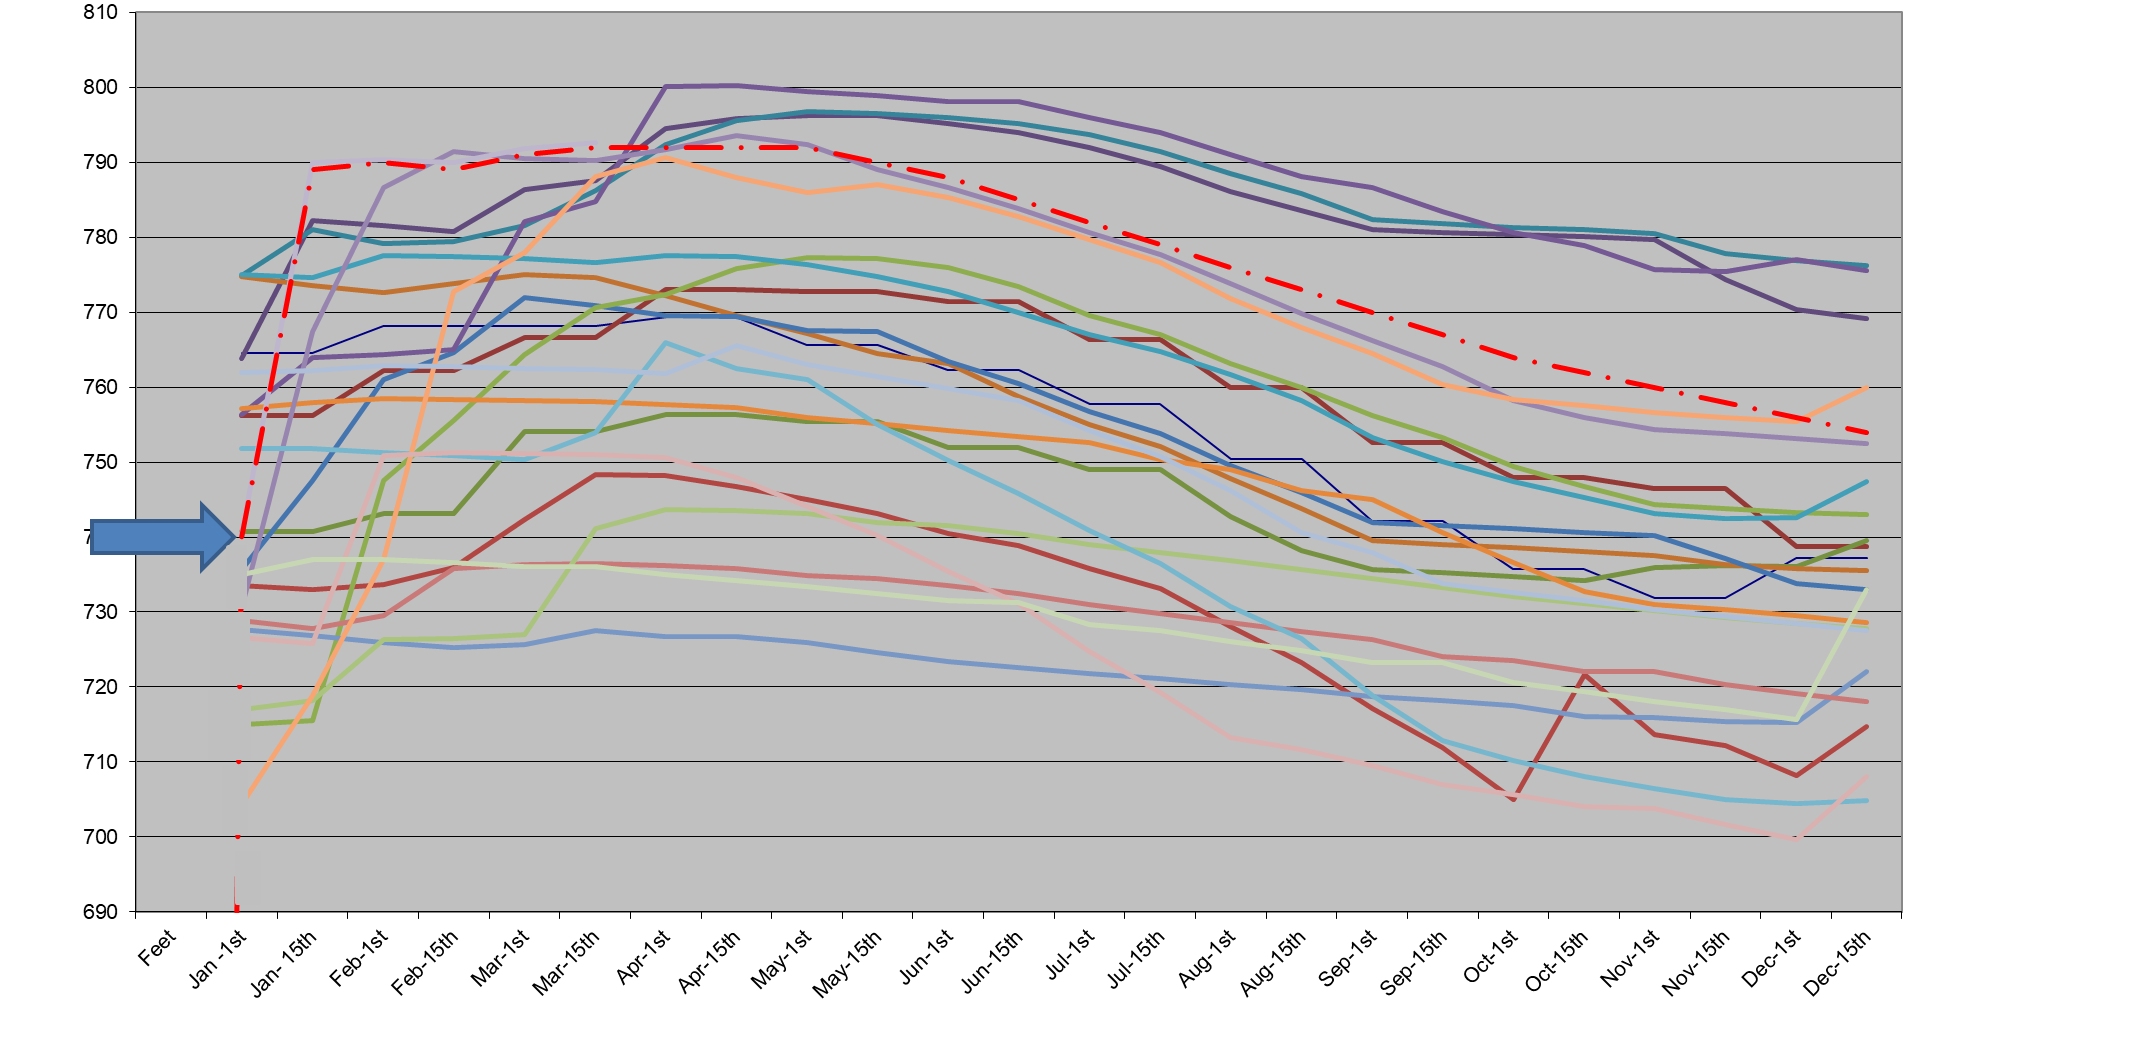 810
800
790
780
770
760
750
7
730
720
710
700
690
Feet
Jan -1st
Jan- 15th
Feb-1st
Feb-15th
Mar-1st
Mar-15th
Apr-1st
Apr-15th
May-1st
May-15th
Jun-1st
Jun-15th
Jul-1st
Jul-15th
Aug-1st
Aug-15th
Sep-1st
Sep-15th
Oct-1st
Oct-15th
Nov-1st
Nov-15th
Dec-1st
Dec-15th